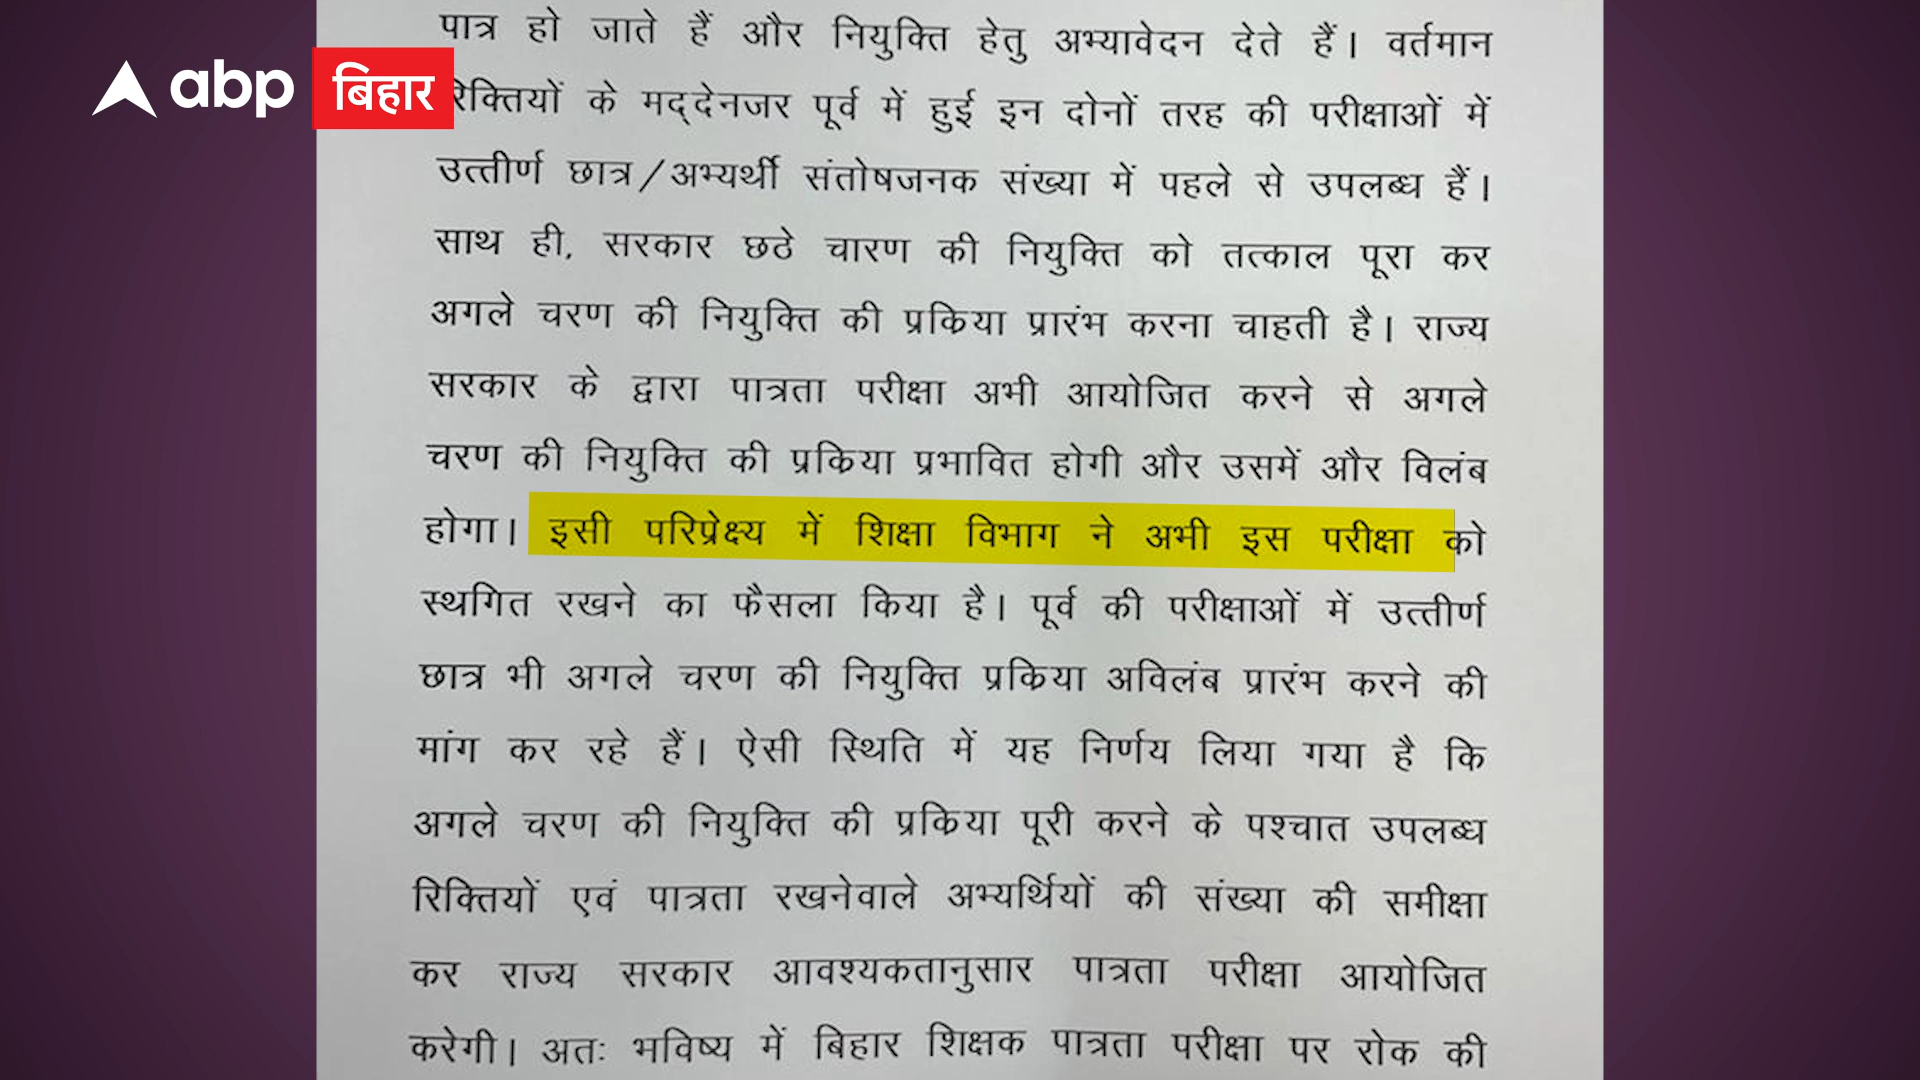 abp बिहार
पात्र हो जाते हैं और नियुक्ति हेतु अभ्यावेदन देते हैं। वर्तमान
रिक्तियों के मद्देनजर पूर्व में हुई इन दोनों तरह की परीक्षाओं में
उत्तीर्ण छात्र/अभ्यर्थी संतोषजनक संख्या में पहले से उपलब्ध हैं।
साथ ही, सरकार छठे चारण की नियुक्ति को तत्काल पूरा कर
अगले चरण की नियुक्ति की प्रक्रिया प्रारंभ करना चाहती है। राज्य
सरकार के द्वारा पात्रता परीक्षा अभी आयोजित करने से अगले
चरण की नियुक्ति की प्रक्रिया प्रभावित होगी और उसमें और विलंब
होगा। इसी परिप्रेक्ष्य में शिक्षा विभाग ने अभी इस परीक्षा को
स्थगित रखने का फैसला किया है। पूर्व की परीक्षाओं में उत्तीर्ण
छात्र भी अगले चरण की नियुक्ति प्रक्रिया अविलंब प्रारंभ करने की
मांग कर रहे हैं। ऐसी स्थिति में यह निर्णय लिया गया है कि
अगले चरण की नियुक्ति की प्रक्रिया पूरी करने के पश्चात उपलब्ध
रिक्तियों एवं पात्रता रखनेवाले अभ्यर्थियों की संख्या की समीक्षा
कर राज्य सरकार आवश्यकतानुसार पात्रता परीक्षा आयोजित
करेगी। अतः भविष्य में बिहार शिक्षक पात्रता परीक्षा पर रोक की